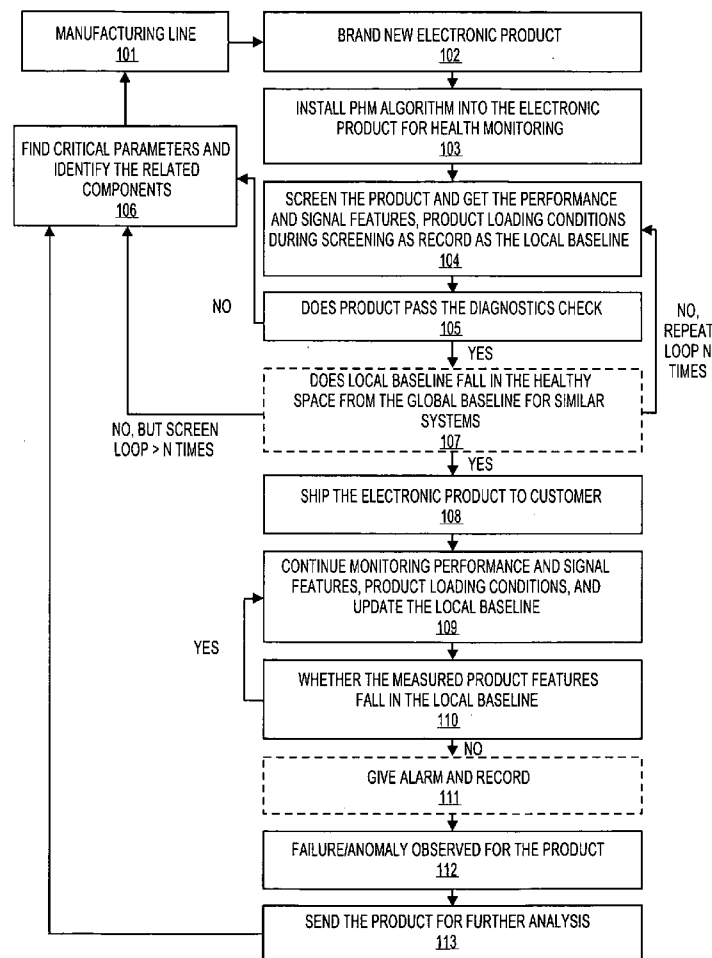 MANUFACTURING LINE
101
BRAND NEW ELECTRONIC PRODUCT
102
INSTALL PHM ALGORITHM INTO THE ELECTRONIC
PRODUCT FOR HEALTH MONITORING
103
FIND CRITICAL PARAMETERS AND
IDENTIFY THE RELATED
COMPONENTS
106
SCREEN THE PRODUCT AND GET THE PERFORMANCE
AND SIGNAL FEATURES, PRODUCT LOADING CONDITIONS
DURING SCREENING AS RECORD AS THE LOCAL BASELINE
104
NO
DOES PRODUCT PASS THE DIAGNOSTICS CHECK
105
NO,
REPEAT
LOOP N
TIMES
YES
DOES LOCAL BASELINE FALL IN THE HEALTHY
SPACE FROM THE GLOBAL BASELINE FOR SIMILAR
SYSTEMS
107
NO, BUT SCREEN
LOOP > N TIMES
YES
SHIP THE ELECTRONIC PRODUCT TO CUSTOMER
108
CONTINUE MONITORING PERFORMANCE AND SIGNAL
FEATURES, PRODUCT LOADING CONDITIONS, AND
UPDATE THE LOCAL BASELINE
109
YES
WHETHER THE MEASURED PRODUCT FEATURES
FALL IN THE LOCAL BASELINE
110
NO
GIVE ALARM AND RECORD
111
FAILURE/ANOMALY OBSERVED FOR THE PRODUCT
112
SEND THE PRODUCT FOR FURTHER ANALYSIS
113